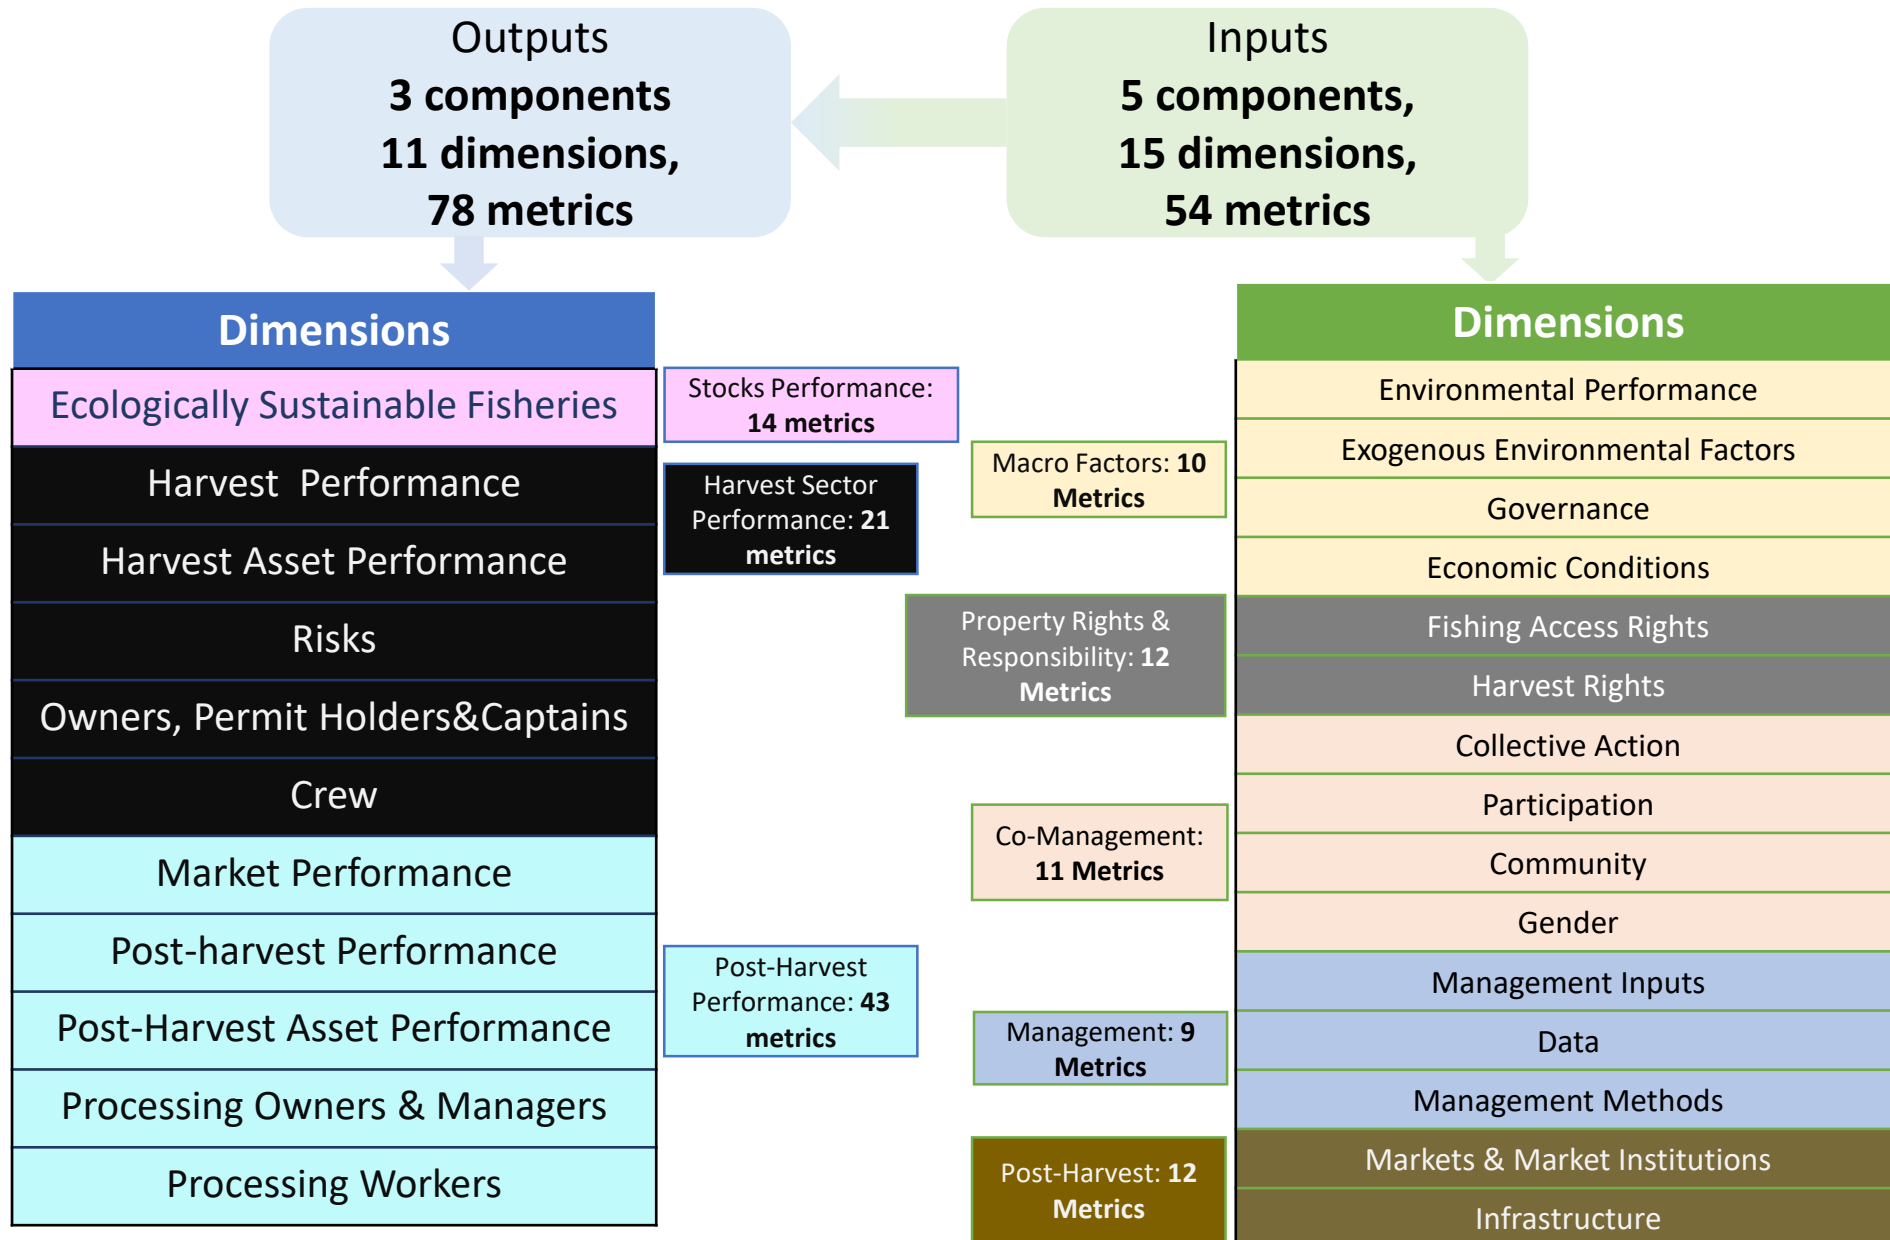 Outputs
3 components
11 dimensions,
78 metrics
Inputs
5 components,
15 dimensions,
54 metrics
Dimensions
Ecologically Sustainable Fisheries
Harvest  Performance
Harvest Asset Performance
Risks
Owners, Permit Holders&Captains
Crew
Market Performance
Post-harvest Performance
Post-Harvest Asset Performance
Processing Owners & Managers
Processing Workers
Stocks Performance:
14 metrics
Harvest Sector
Performance: 21
metrics
Post-Harvest
Performance: 43
metrics
Macro Factors: 10
Metrics
Property Rights &
Responsibility: 12
Metrics
Co-Management:
11 Metrics
Management: 9
Metrics
Post-Harvest: 12
Metrics
Dimensions
Environmental Performance
Exogenous Environmental Factors
Governance
Economic Conditions
Fishing Access Rights
Harvest Rights
Collective Action
Participation
Community
Gender
Management Inputs
Data
Management Methods
Markets & Market Institutions
Infrastructure